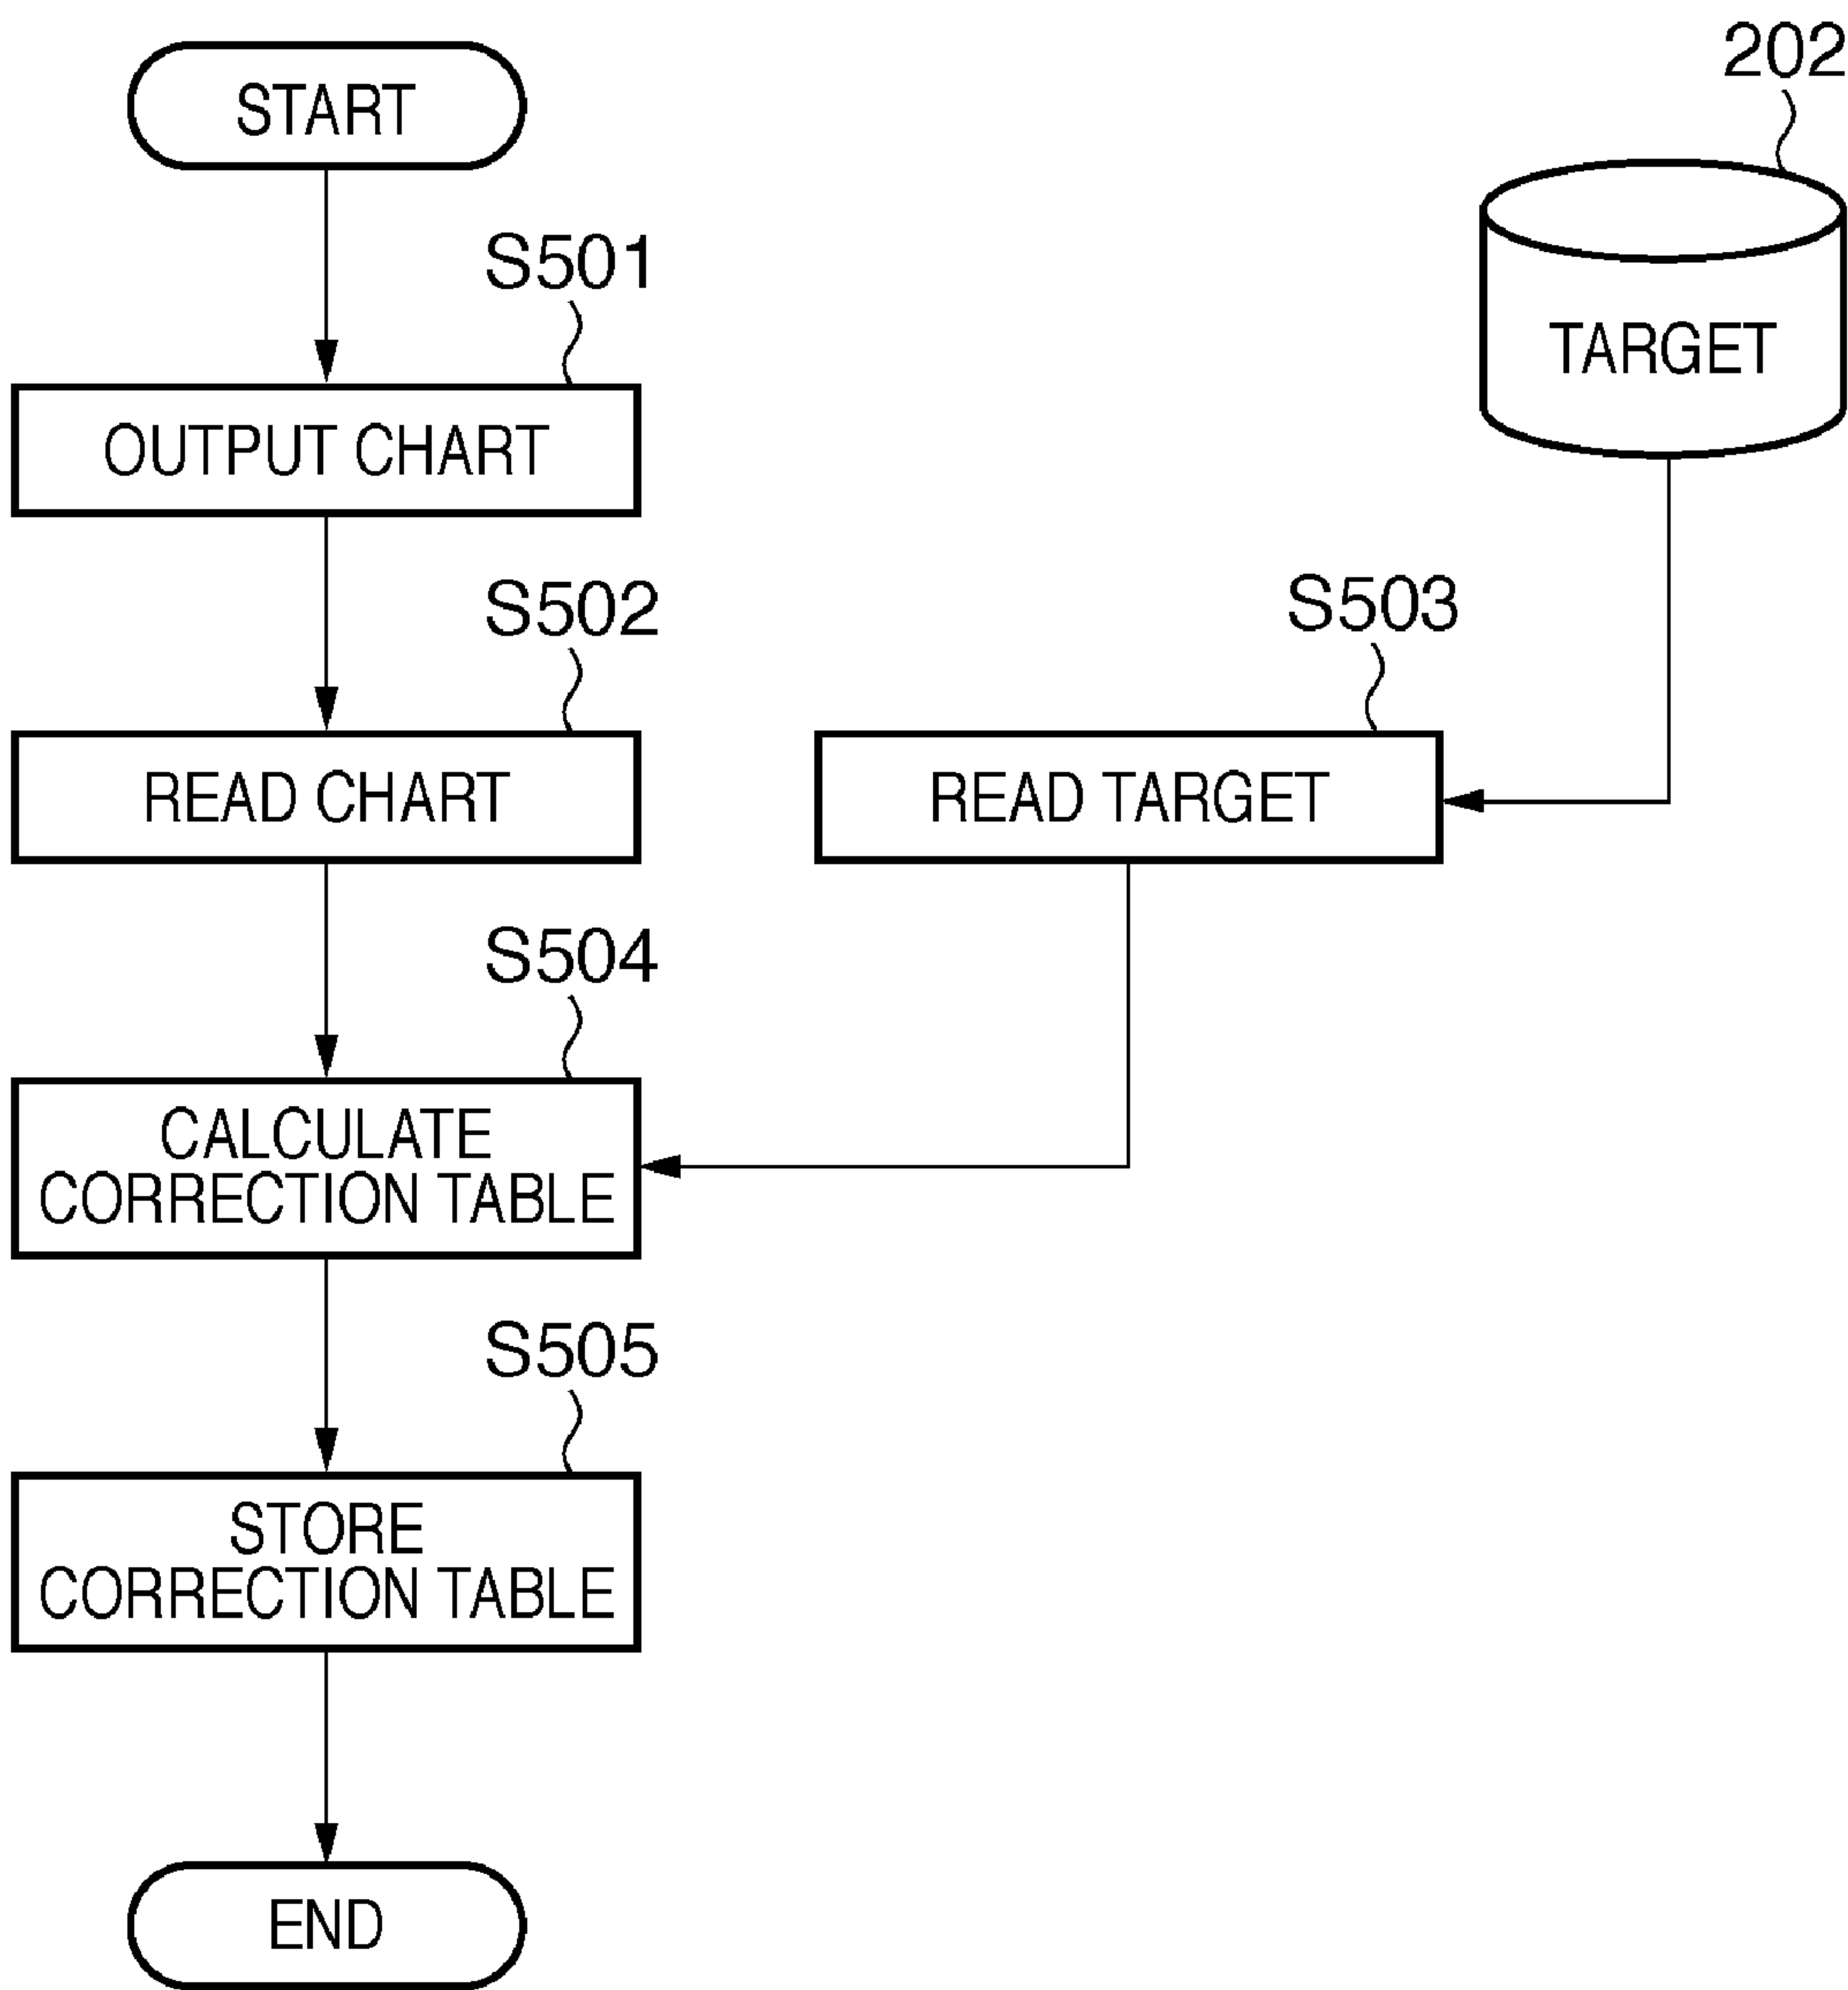 START
202
S501
TARGET
OUTPUT CHART
S502
S503
READ CHART
READ TARGET
S504
CALCULATE
CORRECTION TABLE
S505
STORE
CORRECTION TABLE
END